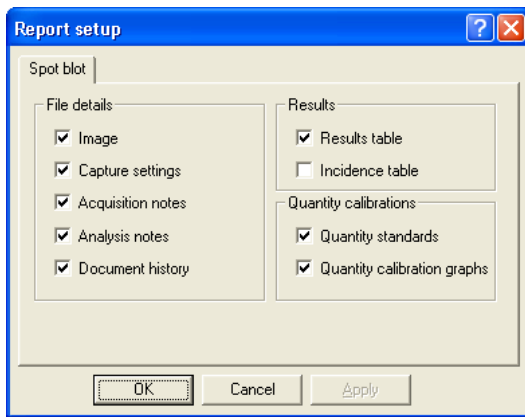 Report setup
Spot blot
File details
Image
Capture settings
Acquisition notes
Analysis notes
Document history
Results
Results table
Incidence table
Quantity calibrations
Quantity standards
Quantity calibration graphs
OK
Cancel
Apply